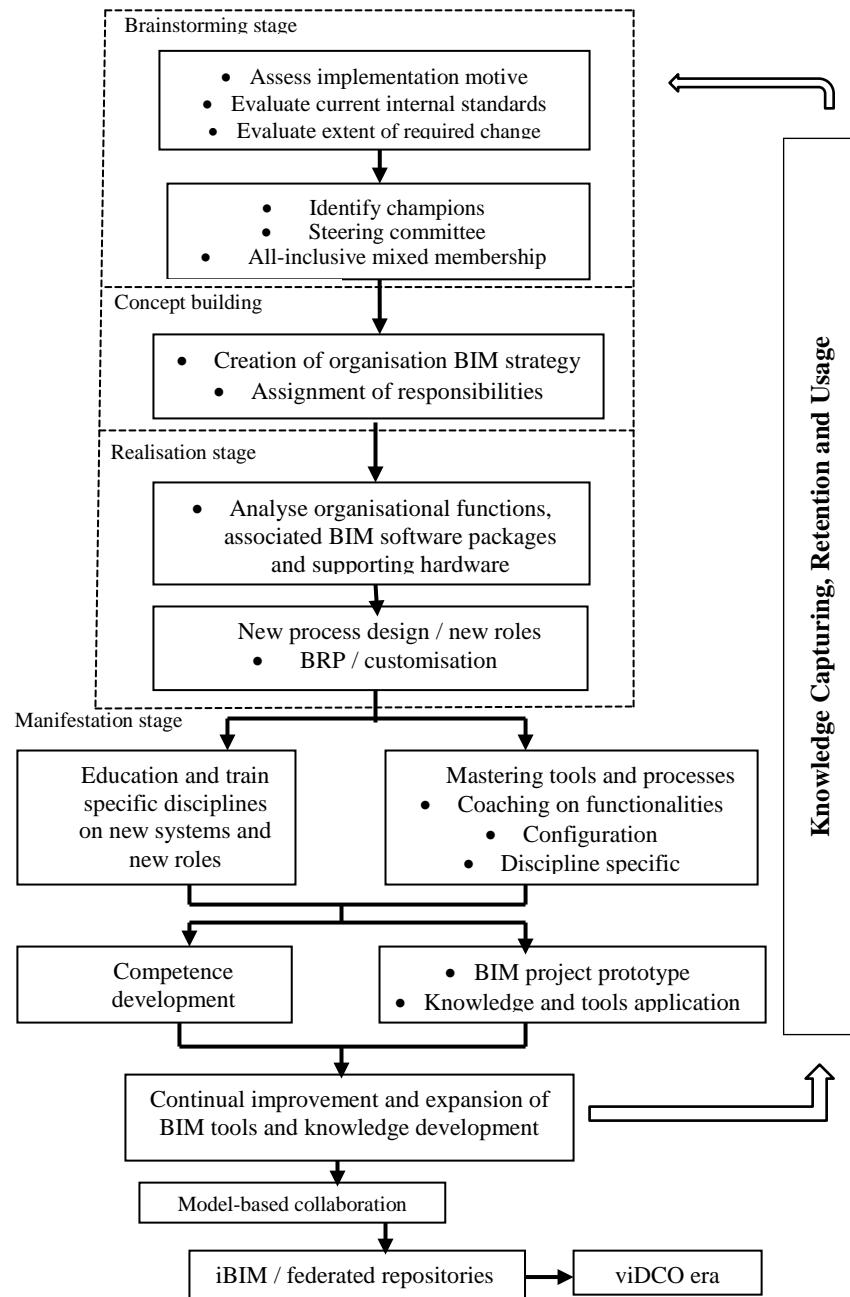 Brainstorming stage
• Assess implementation motive
• Evaluate current internal standards
• Evaluate extent of required change
• Identify champions
• Steering committee
• All-inclusive mixed membership
Concept building
• Creation of organisation BIM strategy
• Assignment of responsibilities
Realisation stage
• Analyse organisational functions,
associated BIM software packages
and supporting hardware
New process design / new roles
• BRP / customisation
Manifestation stage
Education and train
specific disciplines
on new systems and
new roles
Mastering tools and processes
• Coaching on functionalities
• Configuration
• Discipline specific
Competence
development
• BIM project prototype
• Knowledge and tools application
Continual improvement and expansion of
BIM tools and knowledge development
Model-based collaboration
iBIM / federated repositories
viDCO era
Knowledge Capturing, Retention and Usage